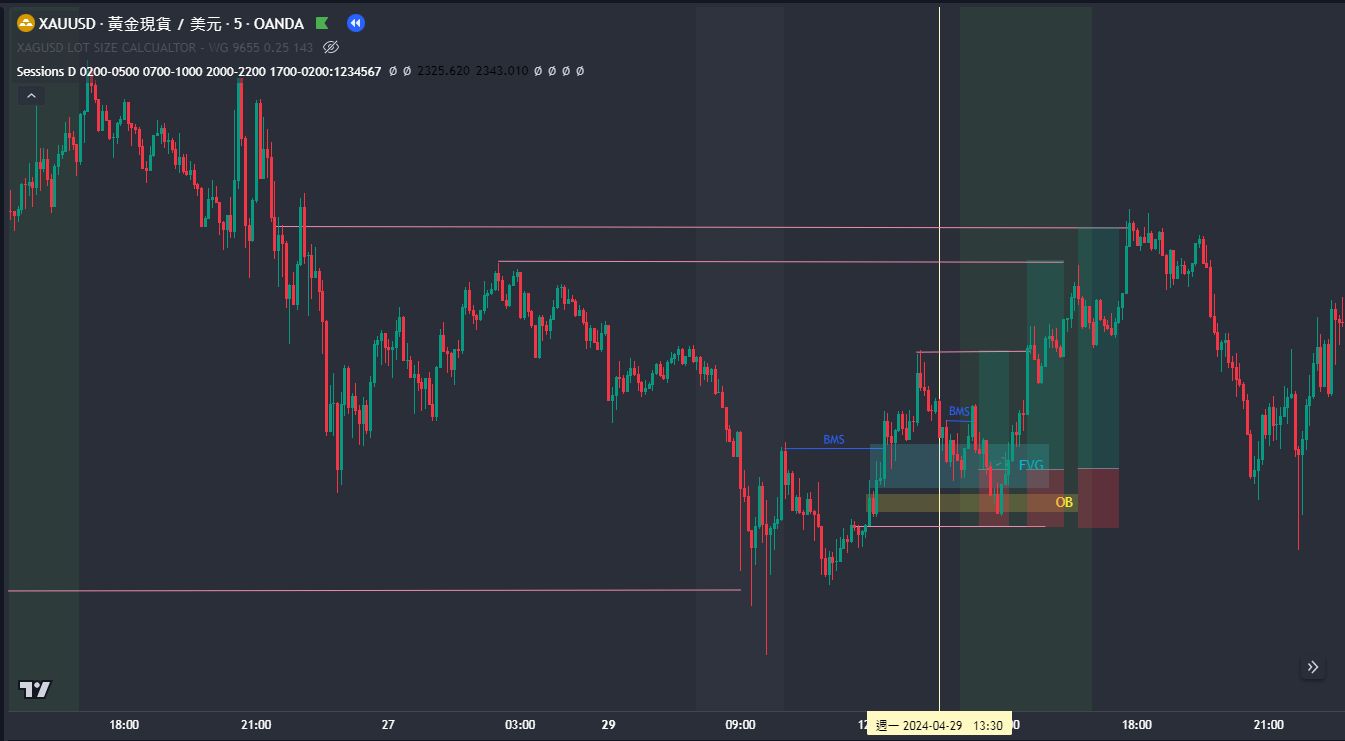 XAUUSD · 黃金現貨 / 美元 · 5 · OANDA
XAGUSD LOT SIZE CALCUALTOR - WG 9655 0.25 143
Sessions D 0200-0500 0700-1000 2000-2200 1700-0200:1234567 Ø Ø 2325.620 2343.010 Ø Ø Ø Ø
BMS
BMS
FVG
OB
18:00 21:00 27 03:00 29 09:00 週一 2024-04-29 13:30 18:00 21:00